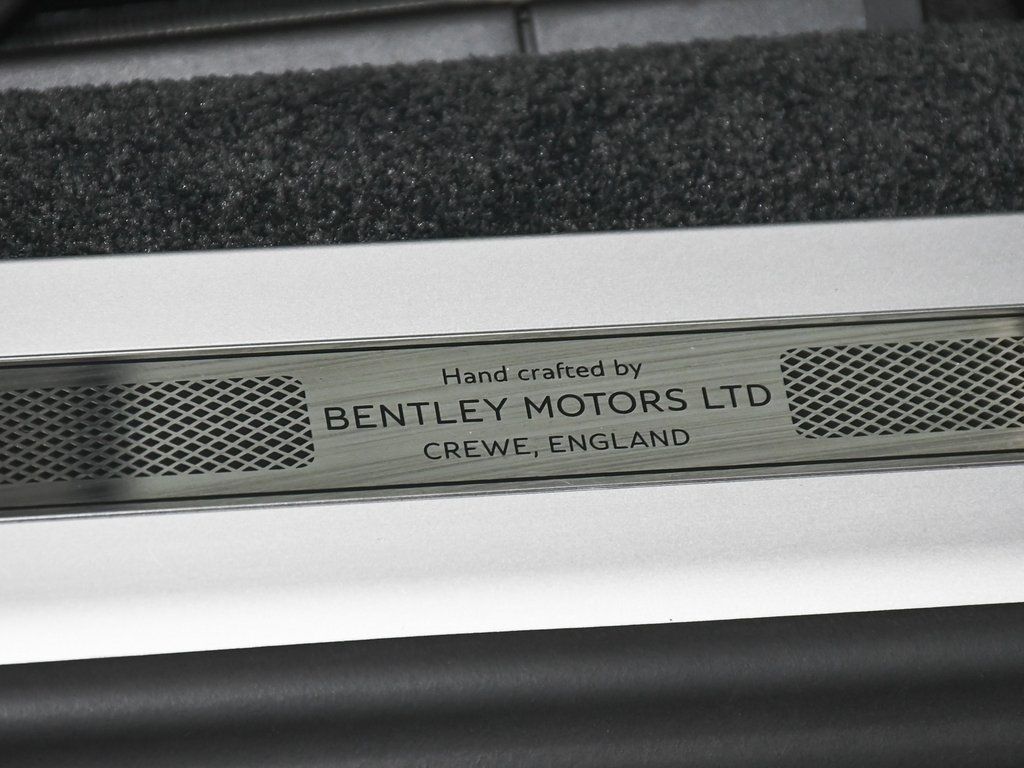 Hand crafted by
BENTLEY MOTORS LTD
CREWE, ENGLAND